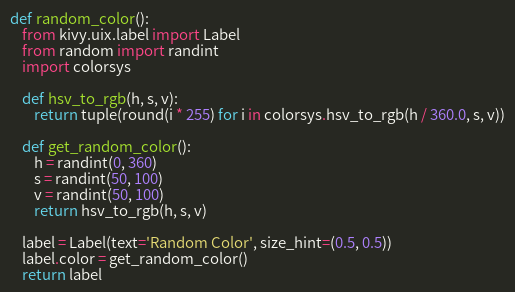 def random_color():
    from kivy.uix.label import Label
    from random import randint
    import colorsys

    def hsv_to_rgb(h, s, v):
        return tuple(round(i * 255) for i in colorsys.hsv_to_rgb(h / 360.0, s, v))

    def get_random_color():
        h = randint(0, 360)
        s = randint(50, 100)
        v = randint(50, 100)
        return hsv_to_rgb(h, s, v)

    label = Label(text='Random Color', size_hint=(0.5, 0.5))
    label.color = get_random_color()
    return label